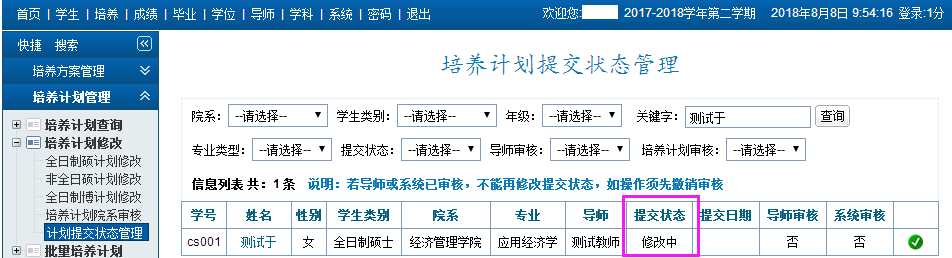 首页 | 学生 | 培养 | 成绩 | 毕业 | 学位 | 导师 | 学科 | 系统 | 密码 | 退出 欢迎您: 2017-2018学年第二学期 2018年8月8日 9:54:16 登录:1分
快捷 搜索
培养方案管理
培养计划管理
培养计划查询
培养计划修改
全日制硕计划修改
非全日硕计划修改
全日制博计划修改
培养计划院系审核
计划提交状态管理
批量培养计划
培养计划提交状态管理
院系: --请选择-- 学生类别: --请选择-- 年级: --请选择-- 关键字: 测试于 查询
专业类型: --请选择-- 提交状态: --请选择-- 导师审核: --请选择-- 培养计划审核: --请选择--
信息列表 共: 1 条 说明: 若导师或系统已审核, 不能再修改提交状态, 如操作须先撤销审核
学号 姓名 性别 学生类别 院系 专业 导师 提交状态 提交日期 导师审核 系统审核
cs001 测试于 女 全日制硕士 经济管理学院 应用经济学 测试教师 修改中 否 否